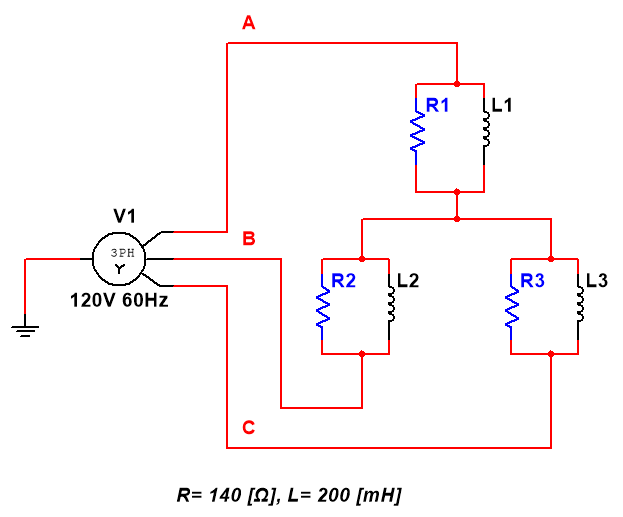 A
R1
L1
V1
3PH
Y
120V 60Hz
B
R2
L2
R3
L3
C
R= 140 [Ω], L= 200 [mH]